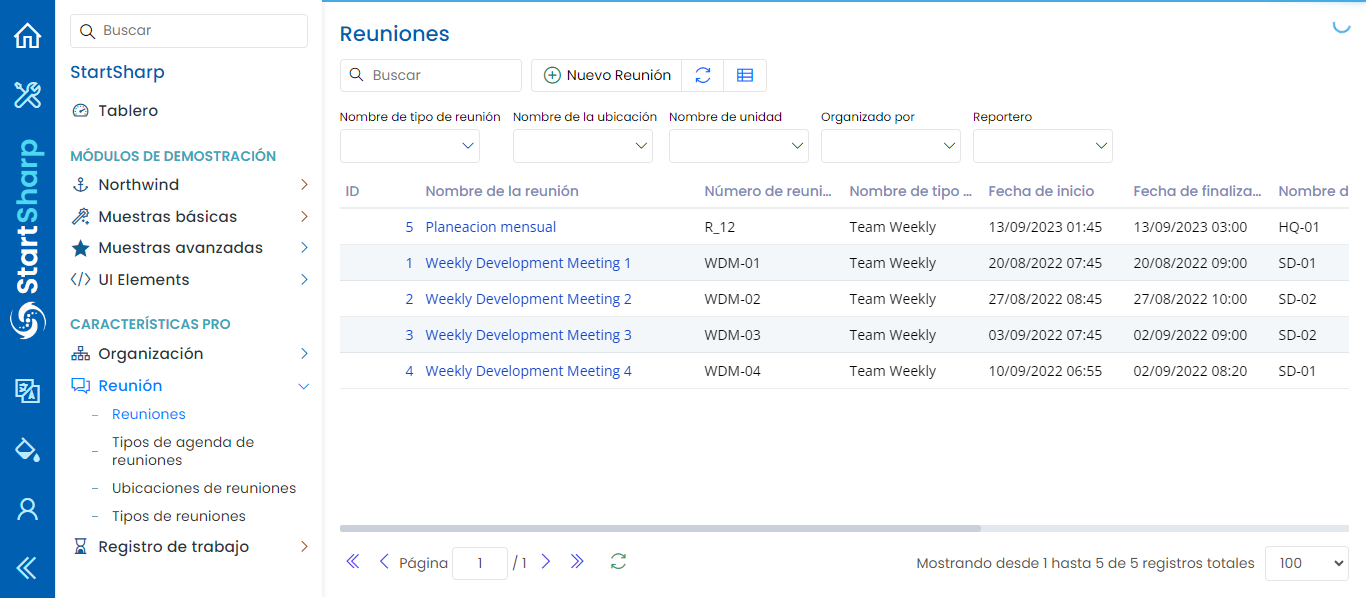 StartSharp
Buscar
StartSharp
Tablero
MÓDULOS DE DEMOSTRACIÓN
Northwind
Muestras básicas
Muestras avanzadas
UI Elements
CARACTERÍSTICAS PRO
Organización
Reunión
Reuniones
Tipos de agenda de
reuniones
Ubicaciones de reuniones
Tipos de reuniones
Registro de trabajo
Reuniones
Buscar
Nuevo Reunión
Nombre de tipo de reunión Nombre de la ubicación Nombre de unidad Organizado por Reportero
ID Nombre de la reunión Número de reuni... Nombre de tipo ... Fecha de inicio Fecha de finaliza... Nombre d
5 Planeacion mensual R_12 Team Weekly 13/09/2023 01:45 13/09/2023 03:00 HQ-01
1 Weekly Development Meeting 1 WDM-01 Team Weekly 20/08/2022 07:45 20/08/2022 09:00 SD-01
2 Weekly Development Meeting 2 WDM-02 Team Weekly 27/08/2022 08:45 27/08/2022 10:00 SD-02
3 Weekly Development Meeting 3 WDM-03 Team Weekly 03/09/2022 07:45 02/09/2022 09:00 SD-02
4 Weekly Development Meeting 4 WDM-04 Team Weekly 10/09/2022 06:55 02/09/2022 08:20 SD-01
Página 1 / 1 Mostrando desde 1 hasta 5 de 5 registros totales 100